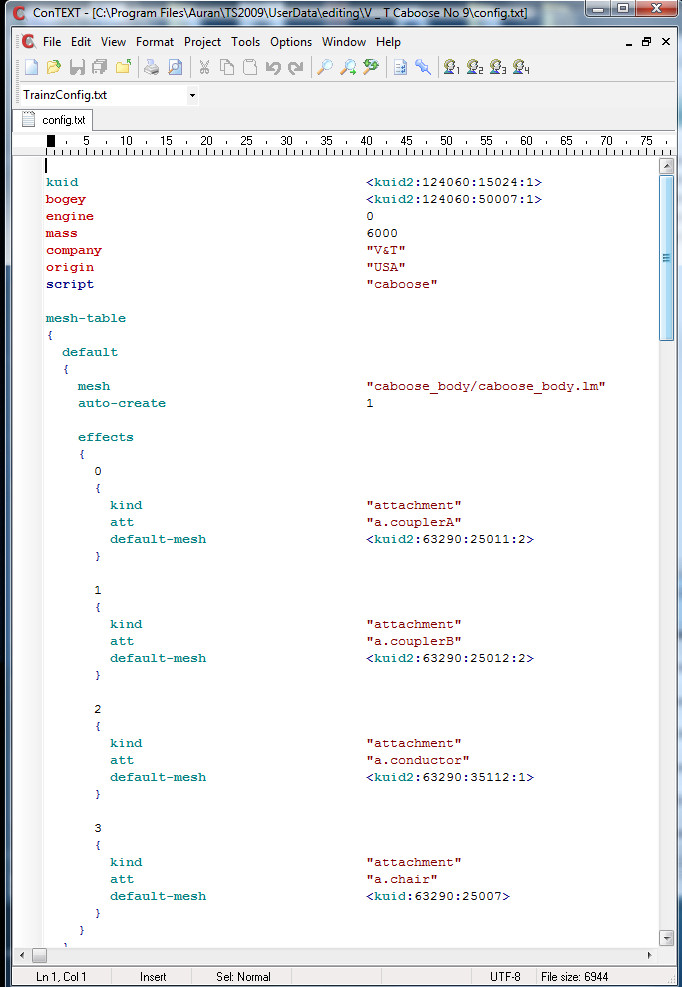 ConTEXT - [C:\Program Files\Auran\TS2009\UserData\editing\V _ T Caboose No 9\config.txt]
File Edit View Format Project Tools Options Window Help
1 2 3 4
TrainzConfig.txt
config.txt
5 10 15 20 25 30 35 40 45 50 55 60 65 70 75
kuid <kuid2:124060:15024:1>
bogey <kuid2:124060:50007:1>
engine 0
mass 6000
company "V&T"
origin "USA"
script "caboose"
mesh-table
{
default
{
mesh "caboose_body/caboose_body.lm"
auto-create 1
effects
{
0
{
kind "attachment"
att "a.couplerA"
default-mesh <kuid2:63290:25011:2>
}
1
{
kind "attachment"
att "a.couplerB"
default-mesh <kuid2:63290:25012:2>
}
2
{
kind "attachment"
att "a.conductor"
default-mesh <kuid2:63290:35112:1>
}
3
{
kind "attachment"
att "a.chair"
default-mesh <kuid:63290:25007>
}
}
}
Ln 1, Col 1 Insert Sel: Normal UTF-8 File size: 6944